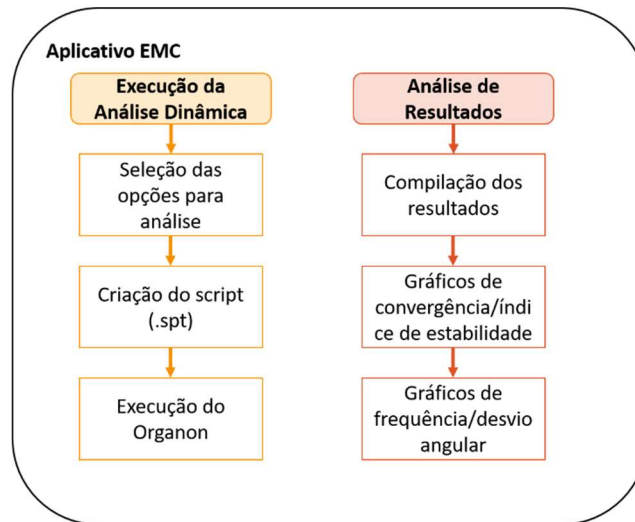 Aplicativo EMC
Execução da
Análise Dinâmica
Seleção das
opções para
análise
Criação do script
(.spt)
Execução do
Organon
Análise de
Resultados
Compilação dos
resultados
Gráficos de
convergência/índi
ce de estabilidade
Gráficos de
frequência/desvio
angular